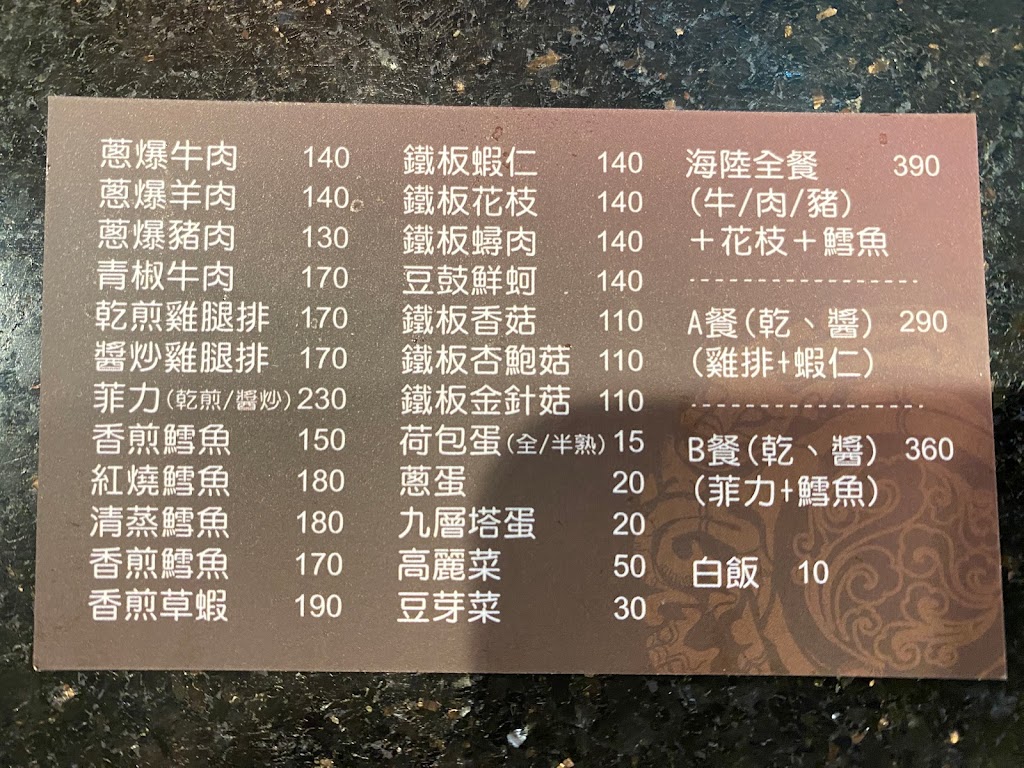 蔥爆牛肉 140
蔥爆羊肉 140
蔥爆豬肉 130
青椒牛肉 170
乾煎雞腿排 170
醬炒雞腿排 170
菲力(乾煎/醬炒)230
香煎鱈魚 150
紅燒鱈魚 180
清蒸鱈魚 180
香煎鱈魚 170
香煎草蝦 190
鐵板蝦仁 140
鐵板花枝 140
鐵板蟳肉 140
豆鼓鮮蚵 140
鐵板香菇 110
鐵板杏鮑菇 110
鐵板金針菇 110
荷包蛋(全/半熟) 15
蔥蛋 20
九層塔蛋 20
高麗菜 50
豆芽菜 30
海陸全餐 390
(牛/肉/豬)
＋花枝＋鱈魚
A餐(乾、醬) 290
(雞排+蝦仁)
B餐(乾、醬) 360
(菲力+鱈魚)
白飯 10